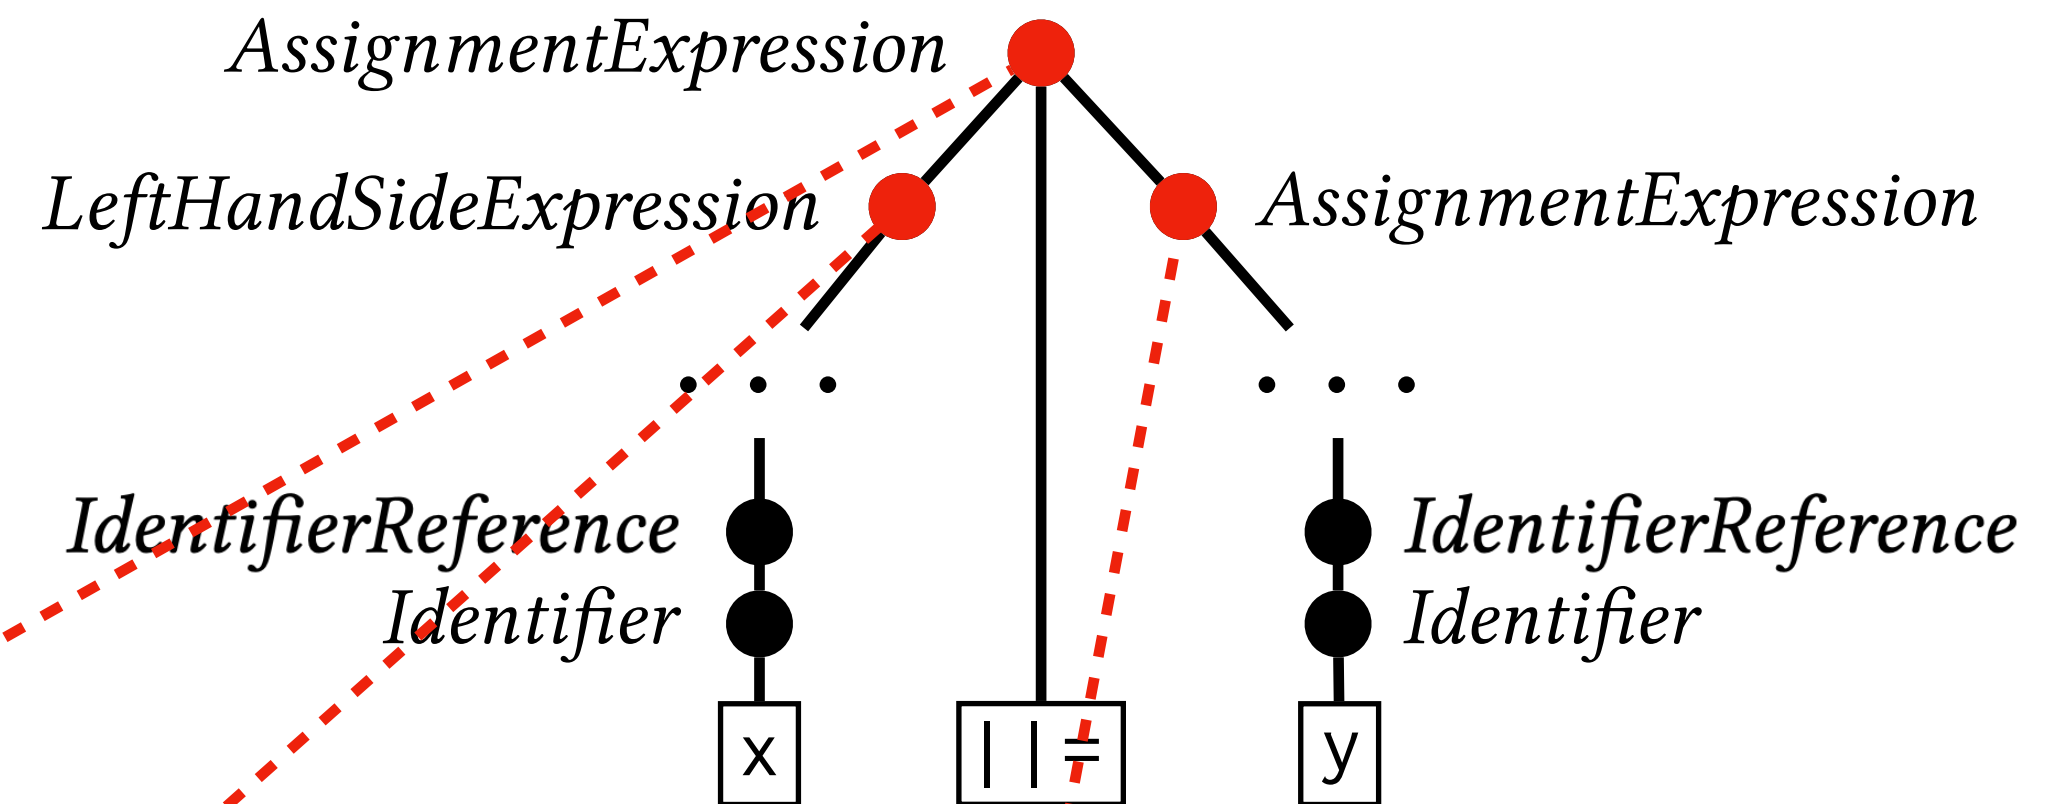 AssignmentExpression
LeftHandSideExpression AssignmentExpression
. . . . . .
IdentifierReference IdentifierReference
Identifier Identifier
x ||= y